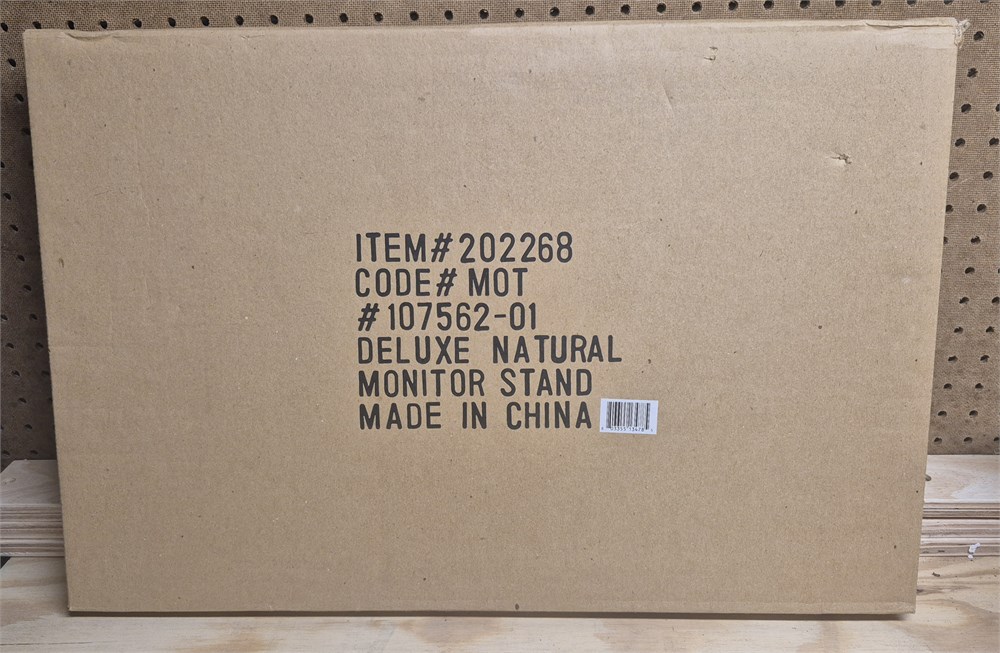 ITEM# 202268
CODE# MOT
# 107562-01
DELUXE NATURAL
MONITOR STAND
MADE IN CHINA